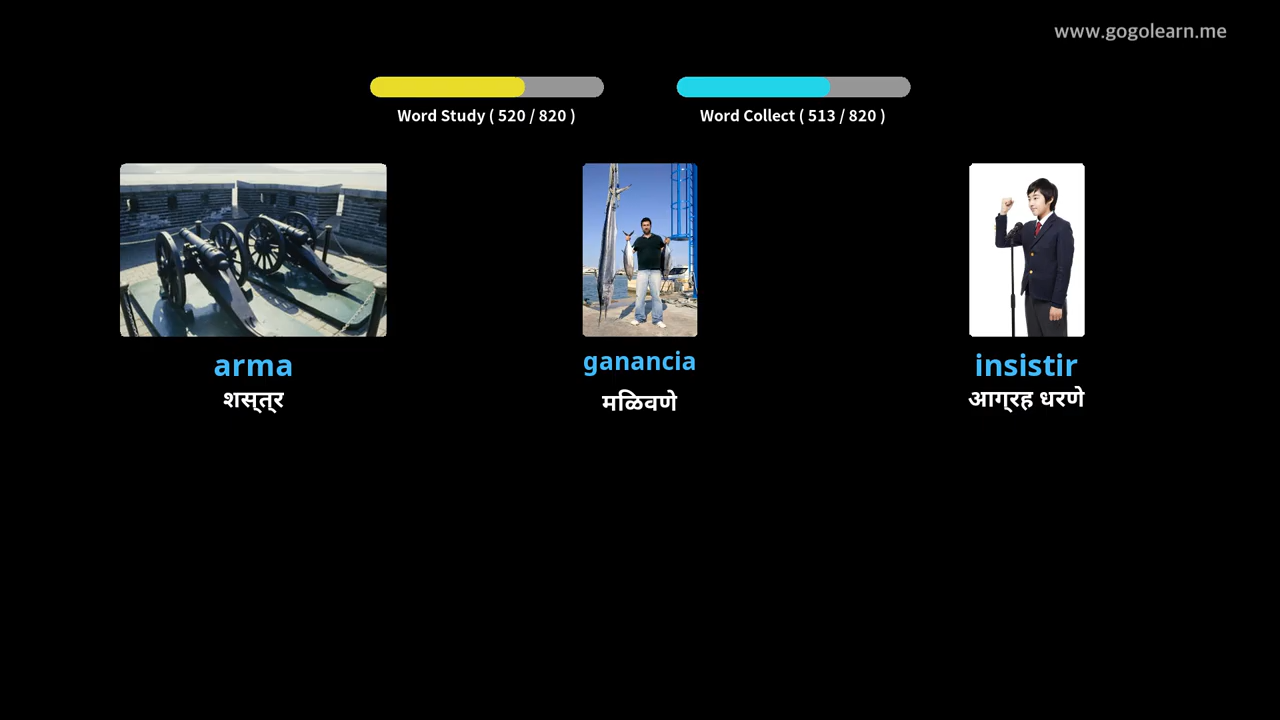 www.gogolearn.me
Word Study ( 520 / 820 )
Word Collect ( 513 / 820 )
arma
शस्त्र
ganancia
मळिवणे
insistir
आग्रह धरणे